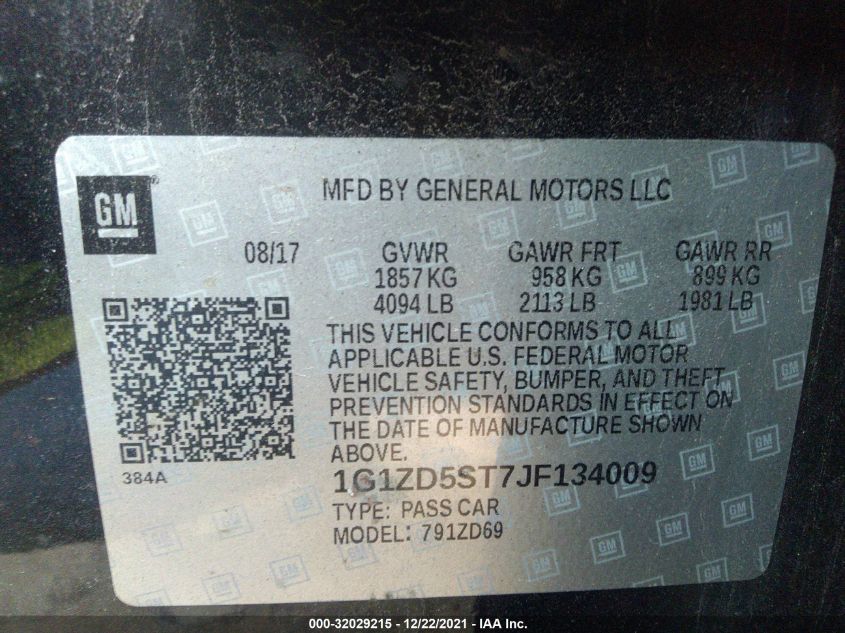 GM
MFD BY GENERAL MOTORS LLC
08/17 GVWR GAWR FRT GAWR RR
1857 KG 958 KG 899 KG
4094 LB 2113 LB 1981 LB
THIS VEHICLE CONFORMS TO ALL
APPLICABLE U.S. FEDERAL MOTOR
VEHICLE SAFETY, BUMPER, AND THEFT
PREVENTION STANDARDS IN EFFECT ON
THE DATE OF MANUFACTURE SHOWN
ABOVE.
384A
1G1ZD5ST7JF134009
TYPE: PASS CAR
MODEL: 791ZD69
000-32029215 - 12/22/2021 - IAA Inc.